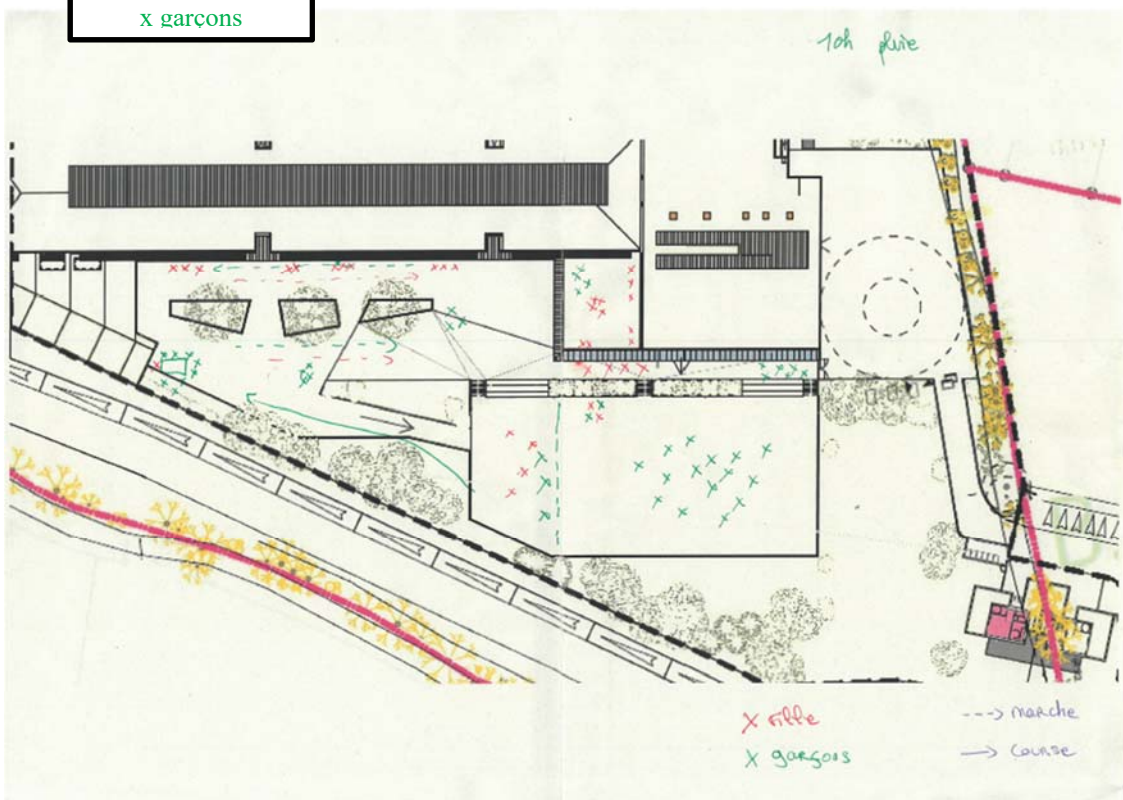 x garçons
10h pluie
x fille
x garçons
---> marche
—> course